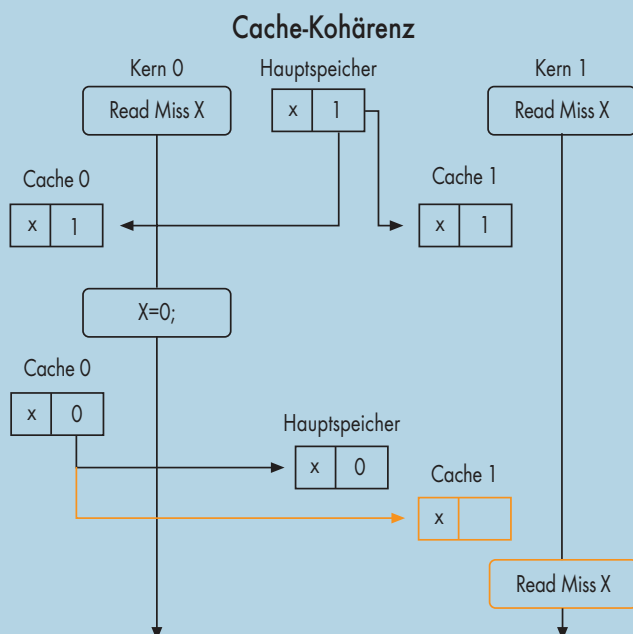 Cache-Kohärenz
Kern 0
Hauptspeicher
Kern 1
Read Miss X
x 1
Read Miss X
Cache 0
Cache 1
x 1
x 1
X=0;
Cache 0
x 0
Hauptspeicher
x 0
Cache 1
x
Read Miss X